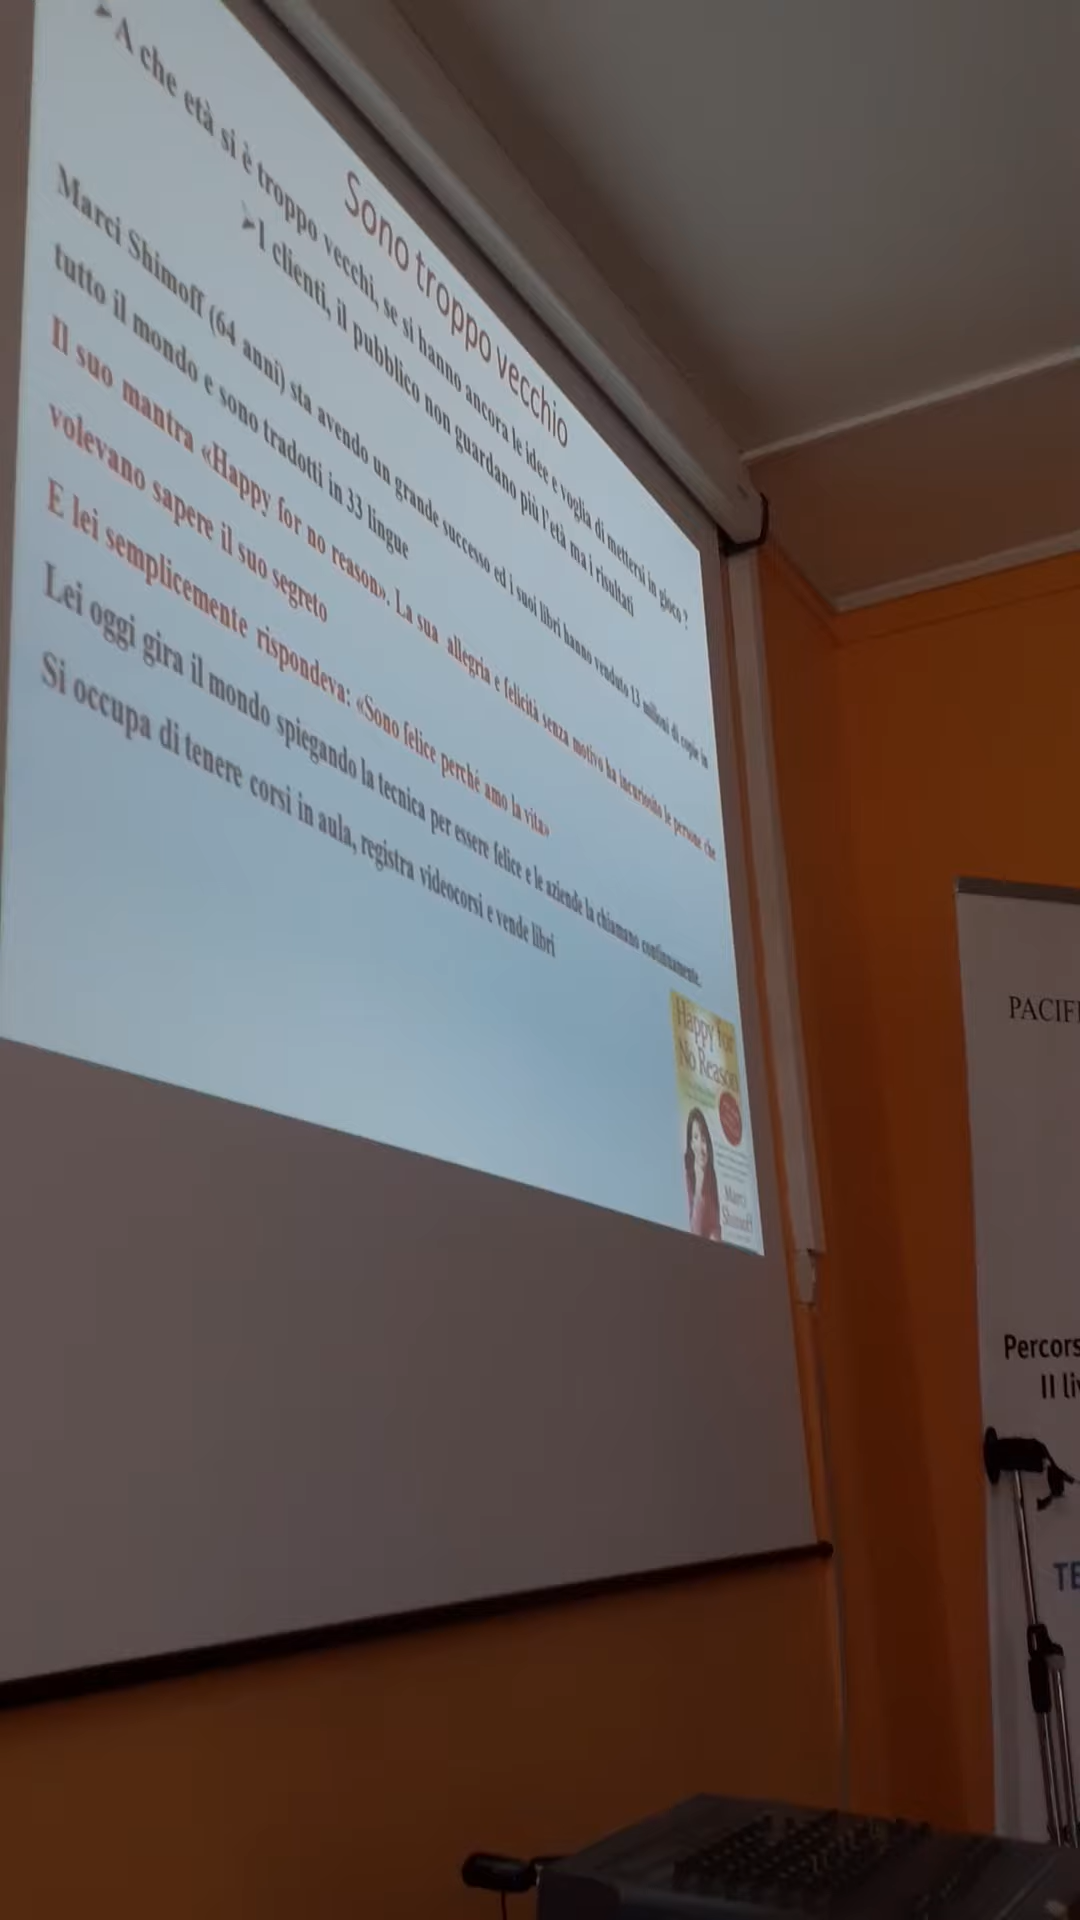 Sono troppo vecchio
➢A che età si è troppo vecchi, se si hanno ancora le idee e voglia di mettersi in gioco ?
➢I clienti, il pubblico non guardano più l'età ma i risultati
Marci Shimoff (64 anni) sta avendo un grande successo ed i suoi libri hanno venduto 13 milioni di copie in
tutto il mondo e sono tradotti in 33 lingue
Il suo mantra «Happy for no reason». La sua allegria e felicità senza motivo ha incuriosito le persone che
volevano sapere il suo segreto
E lei semplicemente rispondeva: «Sono felice perché amo la vita»
Lei oggi gira il mondo spiegando la tecnica per essere felice e le aziende la chiamano continuamente.
Si occupa di tenere corsi in aula, registra videocorsi e vende libri
Happy for
No Reason
Marci
Shimoff
PACIF
Percors
II li
TE